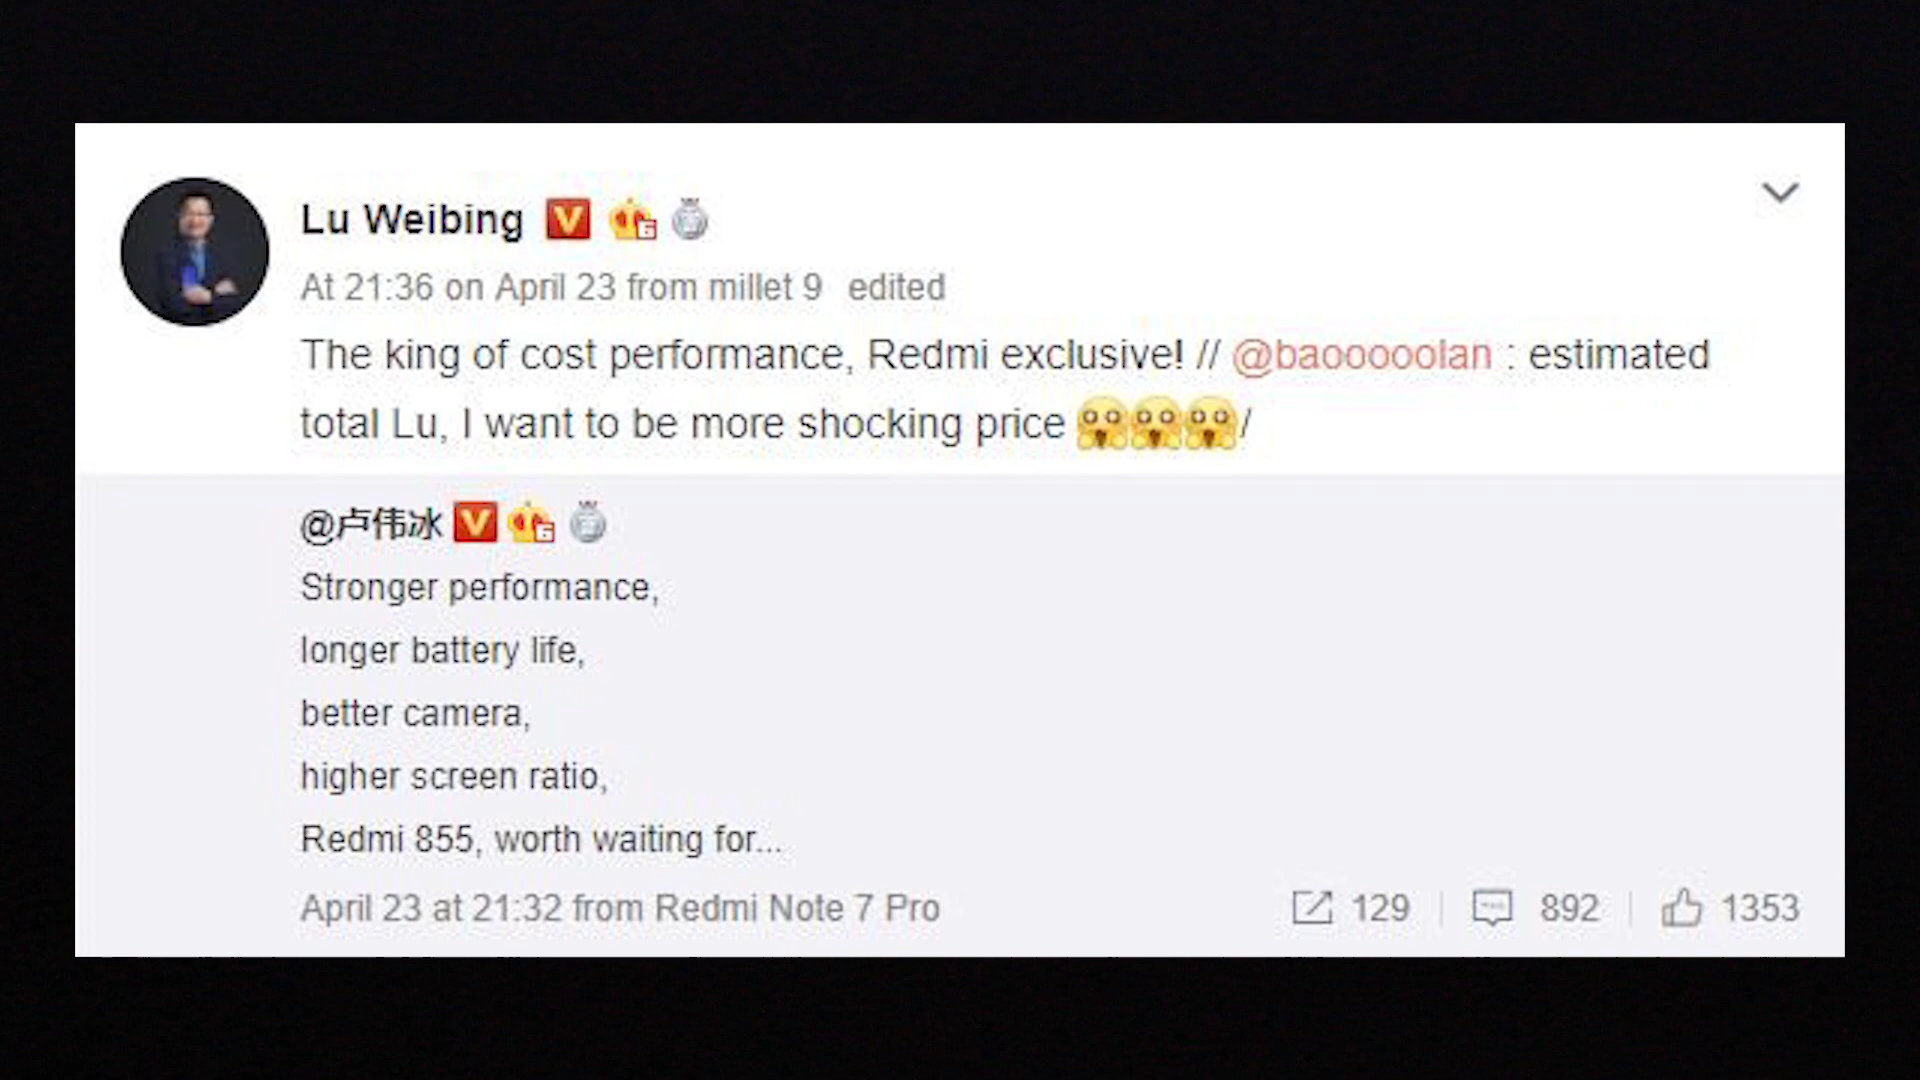 Lu Weibing
At 21:36 on April 23 from millet 9 edited
The king of cost performance, Redmi exclusive! // @baooooolan : estimated
total Lu, I want to be more shocking price /
@卢伟冰
Stronger performance,
longer battery life,
better camera,
higher screen ratio,
Redmi 855, worth waiting for...
April 23 at 21:32 from Redmi Note 7 Pro
129 892 1353